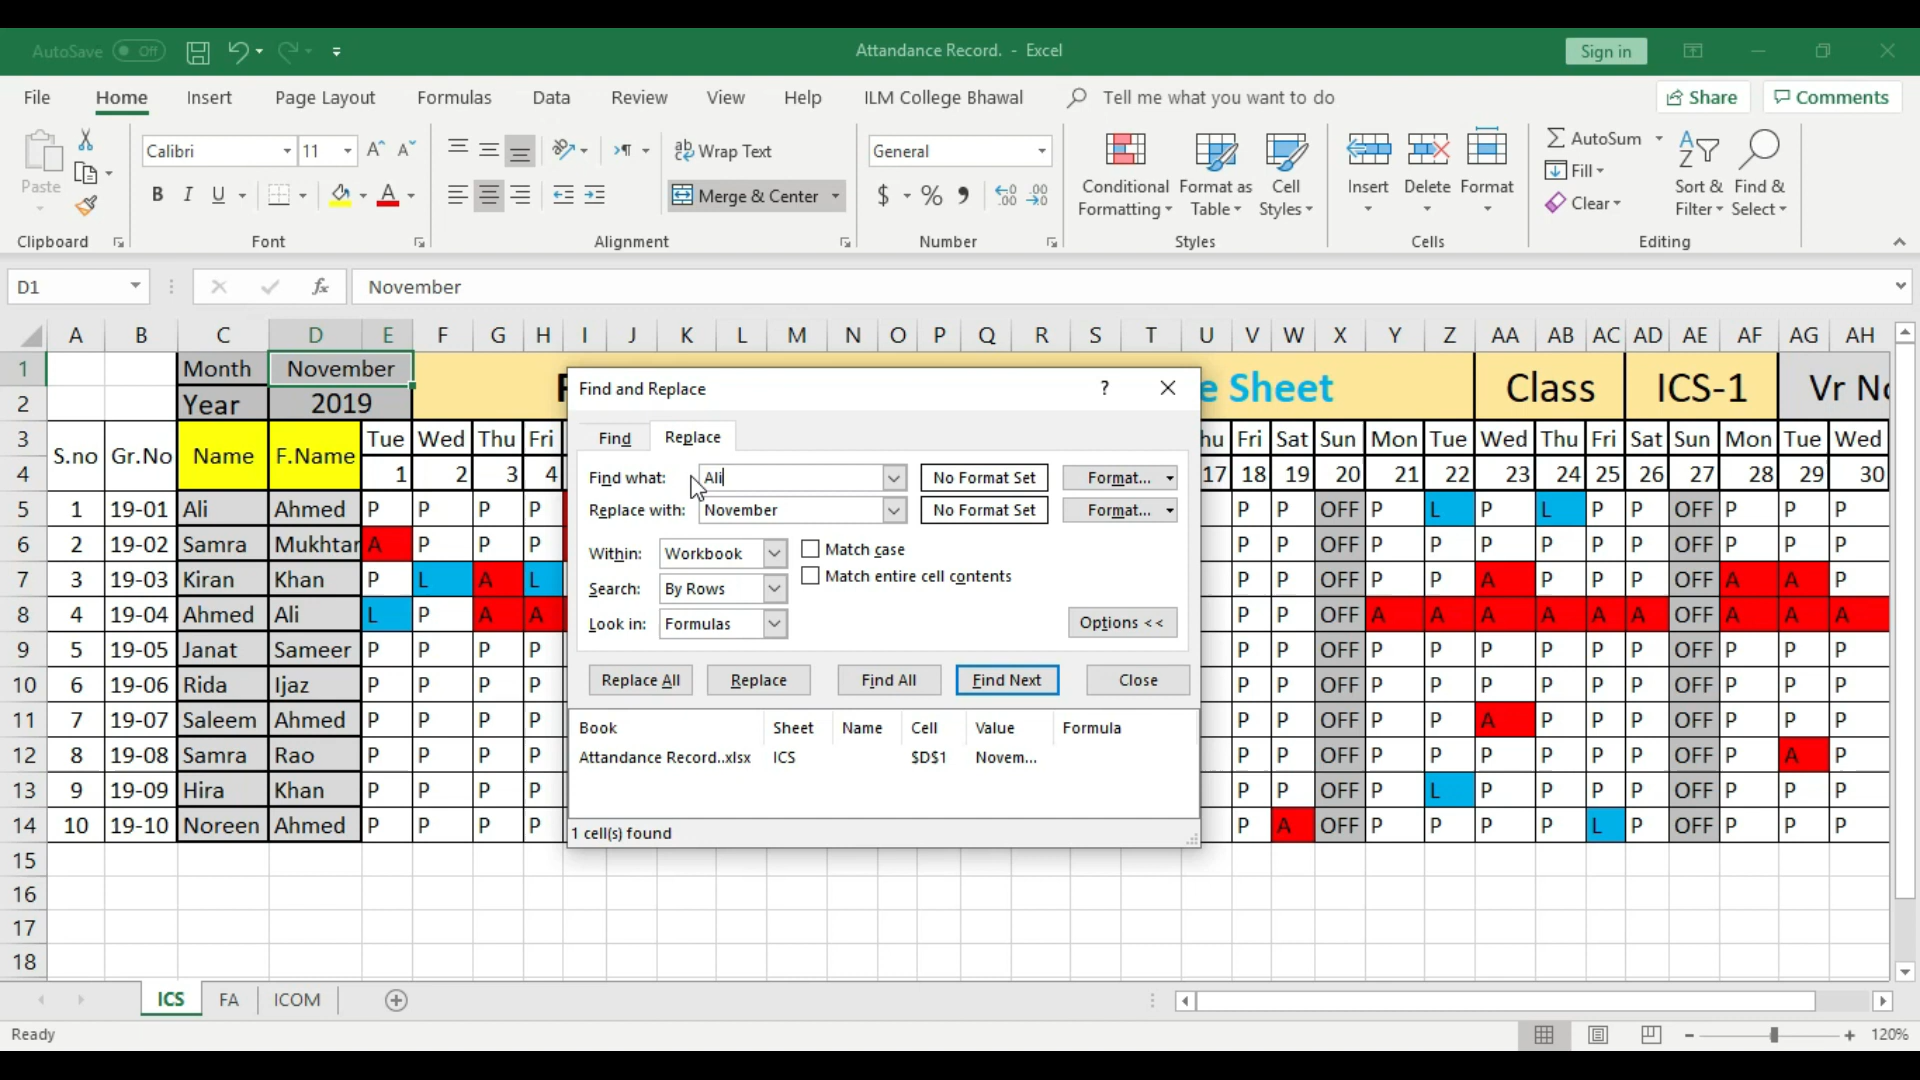 AutoSave Off Attandance Record. - Excel Sign in
File Home Insert Page Layout Formulas Data Review View Help ILM College Bhawal Tell me what you want to do Share Comments
Calibri 11 Wrap Text General AutoSum
Paste B I U Merge & Center $ % Conditional Formatting Format as Table Cell Styles Insert Delete Format Fill Clear Sort & Filter Find & Select
Clipboard Font Alignment Number Styles Cells Editing
D1 fx November
A B C D E F G H I J K L M N O P Q R S T U V W X Y Z AA AB AC AD AE AF AG AH
1 Month November e Sheet Class ICS-1 Vr No
2 Year 2019
3 S.no Gr.No Name F.Name Tue Wed Thu Fri hu Fri Sat Sun Mon Tue Wed Thu Fri Sat Sun Mon Tue Wed
4 1 2 3 4 17 18 19 20 21 22 23 24 25 26 27 28 29 30
5 1 19-01 Ali Ahmed P P P P P P OFF P L P L P P OFF P P P
6 2 19-02 Samra Mukhtar A P P P P P OFF P P P P P P OFF P P P
7 3 19-03 Kiran Khan P L A L P P OFF P P A P P P OFF A A P
8 4 19-04 Ahmed Ali L P A A P P OFF A A A A A A OFF A A A
9 5 19-05 Janat Sameer P P P P P P OFF P P P P P P OFF P P P
10 6 19-06 Rida Ijaz P P P P P P OFF P P P P P P OFF P P P
11 7 19-07 Saleem Ahmed P P P P P P OFF P P A P P P OFF P P P
12 8 19-08 Samra Rao P P P P P P OFF P P P P P P OFF P A P
13 9 19-09 Hira Khan P P P P P P OFF P L P P P P OFF P P P
14 10 19-10 Noreen Ahmed P P P P P A OFF P P P P L P OFF P P P
15
16
17
18
Find and Replace ?
Find Replace
Find what: Ali No Format Set Format...
Replace with: November No Format Set Format...
Within: Workbook Match case
Search: By Rows Match entire cell contents
Look in: Formulas Options <<
Replace All Replace Find All Find Next Close
Book Sheet Name Cell Value Formula
Attandance Record..xlsx ICS $D$1 Novem...
1 cell(s) found
ICS FA ICOM
Ready 120%